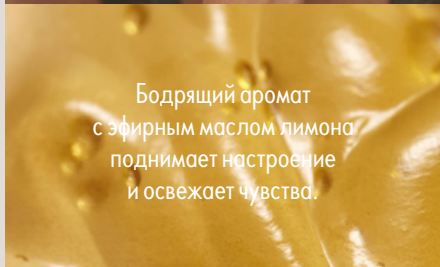 Бодрящий аромат
с эфирным маслом лимона
поднимает настроение
и освежает чувства.